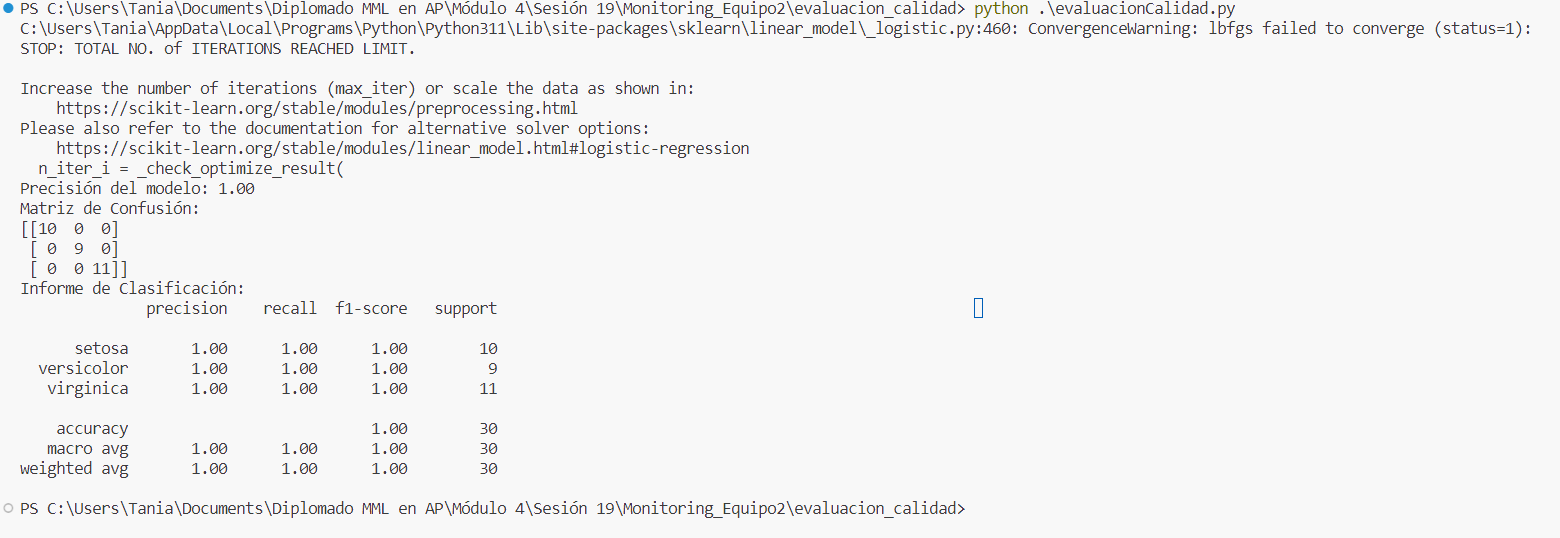 PS C:\Users\Tania\Documents\Diplomado MML en AP\Módulo 4\Sesión 19\Monitoring_Equipo2\evaluacion_calidad> python .\evaluacionCalidad.py
C:\Users\Tania\AppData\Local\Programs\Python\Python311\Lib\site-packages\sklearn\linear_model\_logistic.py:460: ConvergenceWarning: lbfgs failed to converge (status=1):
STOP: TOTAL NO. of ITERATIONS REACHED LIMIT.

Increase the number of iterations (max_iter) or scale the data as shown in:
    https://scikit-learn.org/stable/modules/preprocessing.html
Please also refer to the documentation for alternative solver options:
    https://scikit-learn.org/stable/modules/linear_model.html#logistic-regression
  n_iter_i = _check_optimize_result(
Precisión del modelo: 1.00
Matriz de Confusión:
[[10  0  0]
 [ 0  9  0]
 [ 0  0 11]]
Informe de Clasificación:
              precision    recall  f1-score   support

      setosa       1.00      1.00      1.00        10
  versicolor       1.00      1.00      1.00         9
   virginica       1.00      1.00      1.00        11

    accuracy                           1.00        30
   macro avg       1.00      1.00      1.00        30
weighted avg       1.00      1.00      1.00        30

PS C:\Users\Tania\Documents\Diplomado MML en AP\Módulo 4\Sesión 19\Monitoring_Equipo2\evaluacion_calidad>